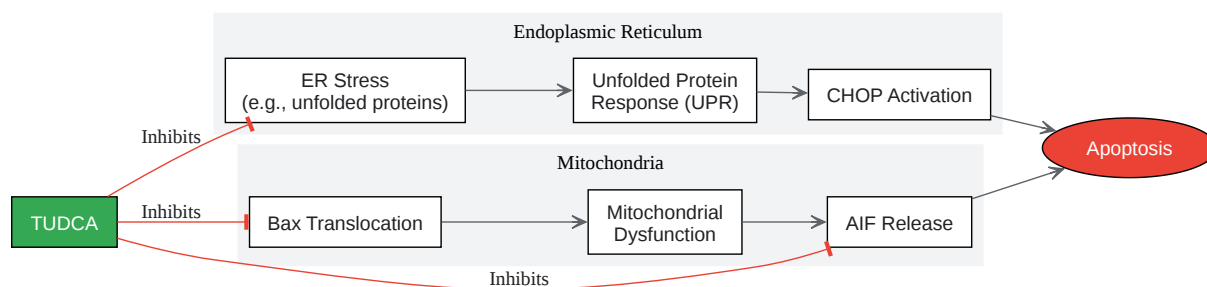 Endoplasmic Reticulum
ER Stress
(e.g., unfolded proteins)
Unfolded Protein
Response (UPR)
CHOP Activation
Inhibits
Apoptosis
Mitochondria
TUDCA
Inhibits
Bax Translocation
Mitochondrial
Dysfunction
AIF Release
Inhibits